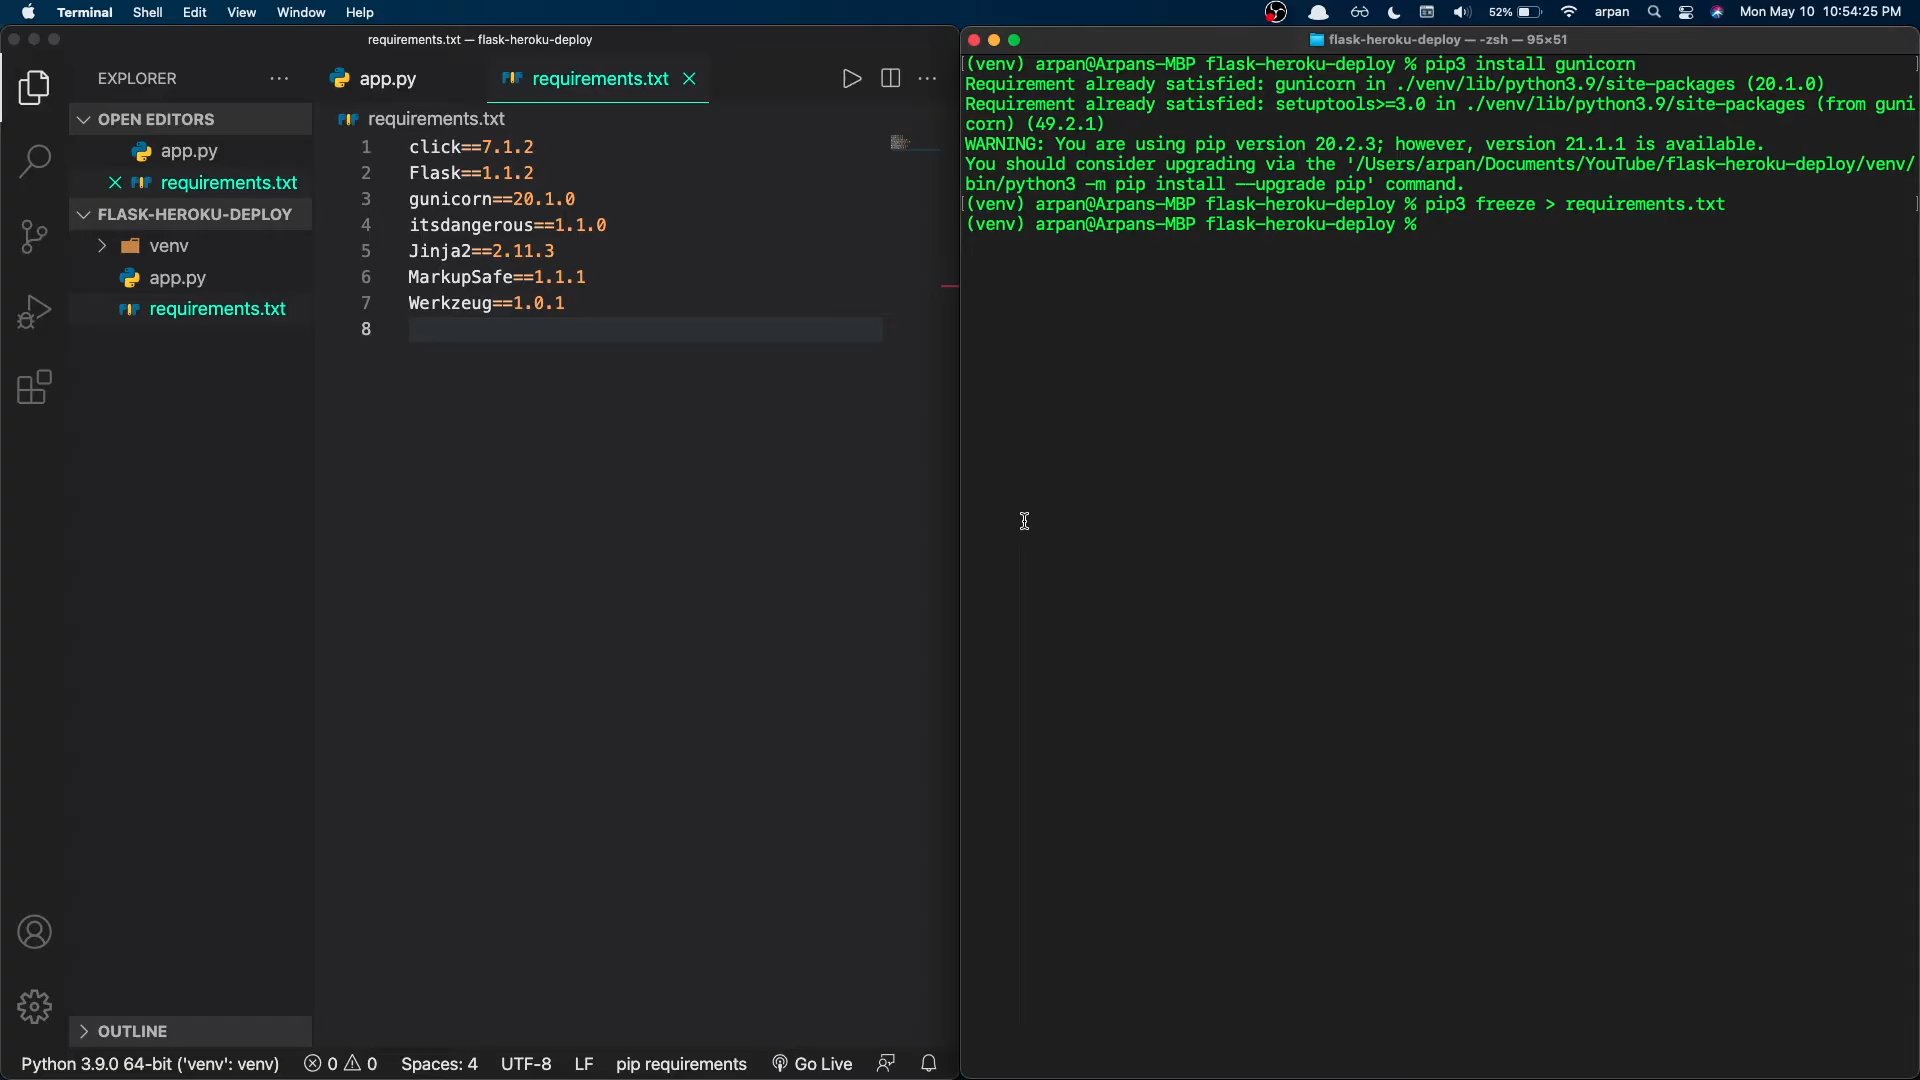 Terminal Shell Edit View Window Help
52% arpan Mon May 10 10:54:25 PM
requirements.txt — flask-heroku-deploy
EXPLORER
OPEN EDITORS
app.py
requirements.txt
FLASK-HEROKU-DEPLOY
venv
app.py
requirements.txt
OUTLINE
app.py requirements.txt
requirements.txt
1 click==7.1.2
2 Flask==1.1.2
3 gunicorn==20.1.0
4 itsdangerous==1.1.0
5 Jinja2==2.11.3
6 MarkupSafe==1.1.1
7 Werkzeug==1.0.1
8
Python 3.9.0 64-bit ('venv': venv) 0 0 Spaces: 4 UTF-8 LF pip requirements Go Live
flask-heroku-deploy — -zsh — 95×51
[(venv) arpan@Arpans-MBP flask-heroku-deploy % pip3 install gunicorn ]
Requirement already satisfied: gunicorn in ./venv/lib/python3.9/site-packages (20.1.0)
Requirement already satisfied: setuptools>=3.0 in ./venv/lib/python3.9/site-packages (from guni
corn) (49.2.1)
WARNING: You are using pip version 20.2.3; however, version 21.1.1 is available.
You should consider upgrading via the '/Users/arpan/Documents/YouTube/flask-heroku-deploy/venv/
bin/python3 -m pip install --upgrade pip' command.
[(venv) arpan@Arpans-MBP flask-heroku-deploy % pip3 freeze > requirements.txt ]
(venv) arpan@Arpans-MBP flask-heroku-deploy %